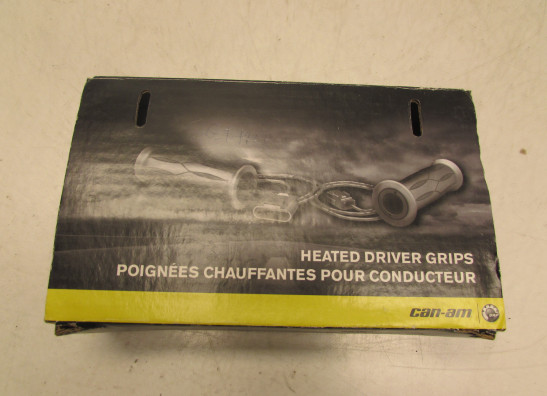 HEATED DRIVER GRIPS
POIGNÉES CHAUFFANTES POUR CONDUCTEUR
can-am